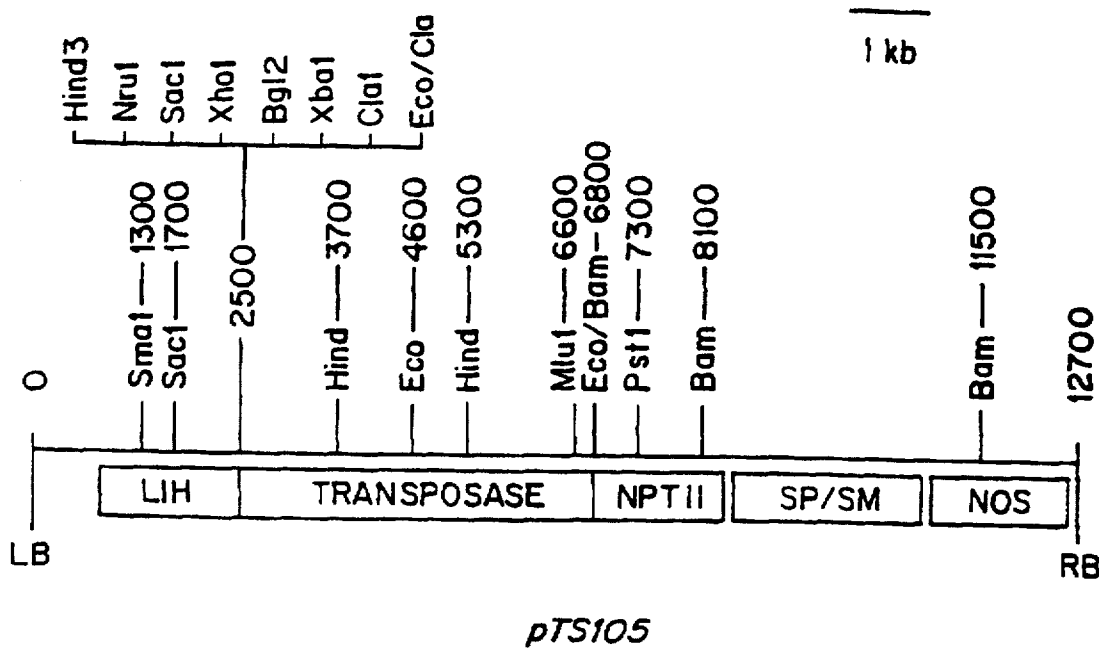 1 kb
Hind3
Nru1
Sac1
Xho1
Bgl2
Xba1
Cla1
Eco/Cla
0
Sma1 — 1300
Sac1 — 1700
2500
Hind — 3700
Eco — 4600
Hind — 5300
Mlu1 — 6600
Eco/Bam — 6800
Pst1 — 7300
Bam — 8100
Bam — 11500
12700
LIH
TRANSPOSASE
NPT II
SP/SM
NOS
LB
RB
pTS105